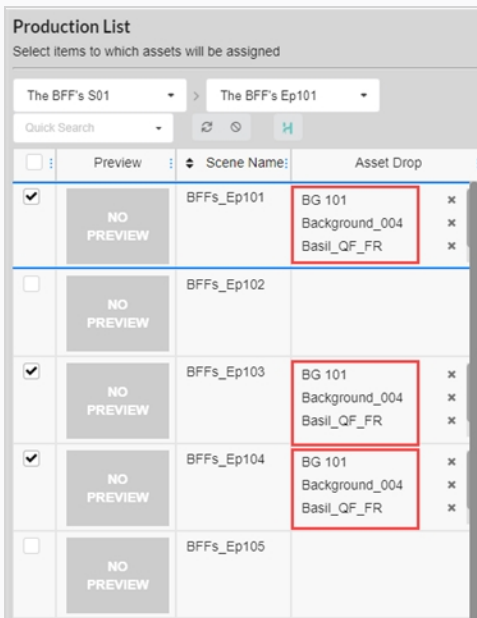 Production List
Select items to which assets will be assigned
The BFF's S01 > The BFF's Ep101
Quick Search
Preview Scene Name Asset Drop
BFFs_Ep101
NO PREVIEW
BG 101
Background_004
Basil_QF_FR
BFFs_Ep102
NO PREVIEW
BFFs_Ep103
NO PREVIEW
BG 101
Background_004
Basil_QF_FR
BFFs_Ep104
NO PREVIEW
BG 101
Background_004
Basil_QF_FR
BFFs_Ep105
NO PREVIEW